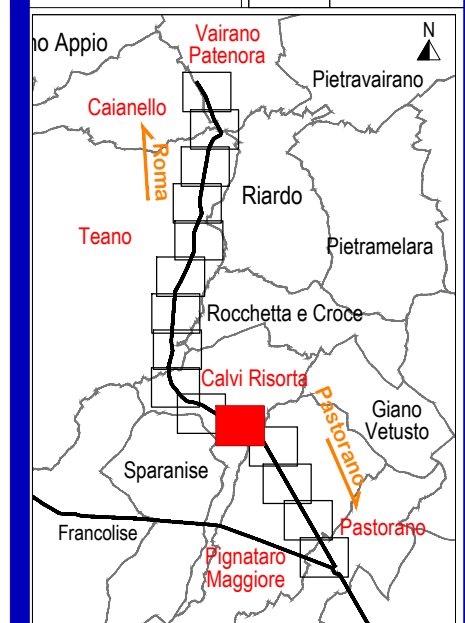 Vairano
Patenora
N
no Appio
Pietravairano
Caianello
Roma
Riardo
Teano
Pietramelara
Rocchetta e Croce
Calvi Risorta
Pastorano
Giano
Vetusto
Sparanise
Pastorano
Francolise
Pignataro
Maggiore